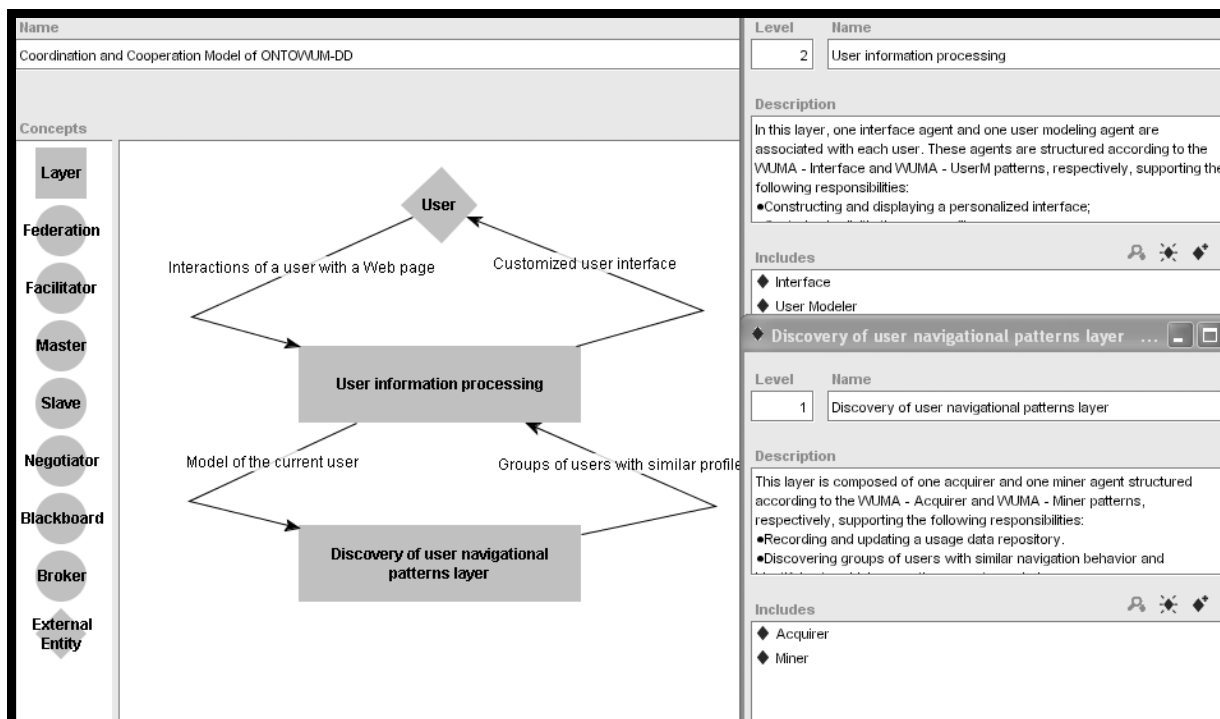 Name
Coordination and Cooperation Model of ONTOWUM-DD
Concepts
Layer
Federation
Facilitator
Master
Slave
Negotiator
Blackboard
Broker
External
Entity
User
Interactions of a user with a Web page
Customized user interface
User information processing
Model of the current user
Groups of users with similar profile
Discovery of user navigational
patterns layer
Level
Name
2
User information processing
Description
In this layer, one interface agent and one user modeling agent are
associated with each user. These agents are structured according to the
WUMA - Interface and WUMA - UserM patterns, respectively, supporting the
following responsibilities:
●Constructing and displaying a personalized interface;
Includes
Interface
User Modeler
Discovery of user navigational patterns layer ...
Level
Name
1
Discovery of user navigational patterns layer
Description
This layer is composed of one acquirer and one miner agent structured
according to the WUMA - Acquirer and WUMA - Miner patterns,
respectively, supporting the following responsibilities:
●Recording and updating a usage data repository.
●Discovering groups of users with similar navigation behavior and
Includes
Acquirer
Miner